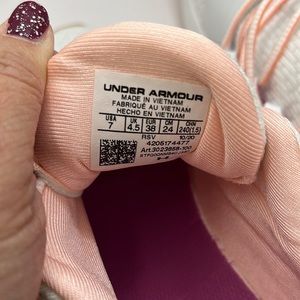 UNDER ARMOUR
MADE IN VIETNAM
FABRIQUÉ AU VIETNAM
HECHO EN VIETNAM
USA UK EUR CM CHN
7 4.5 38 24 240(1.5)
RSV 10/20
4205174477
Art.3023658-100